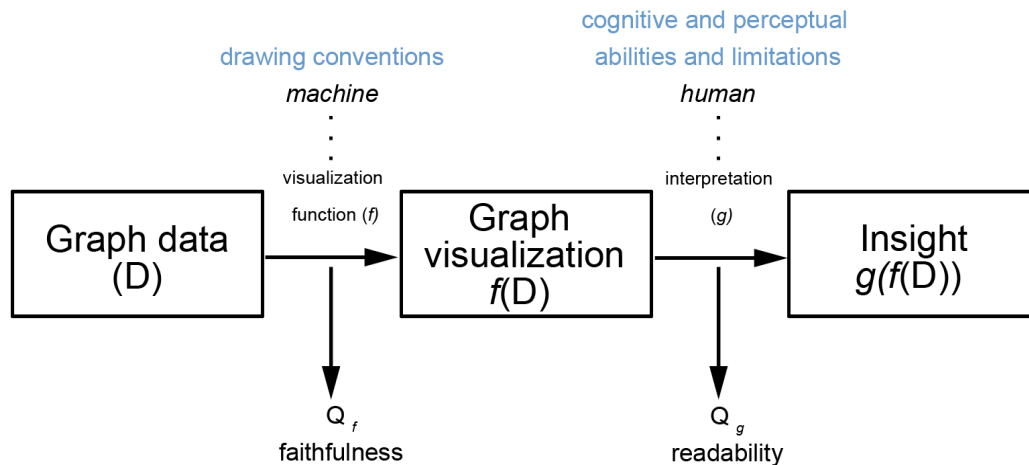 drawing conventions
machine
visualization
function (f)
cognitive and perceptual
abilities and limitations
human
interpretation
(g)
Graph data
(D)
Graph
visualization
f(D)
Insight
g(f(D))
Q f
faithfulness
Q g
readability